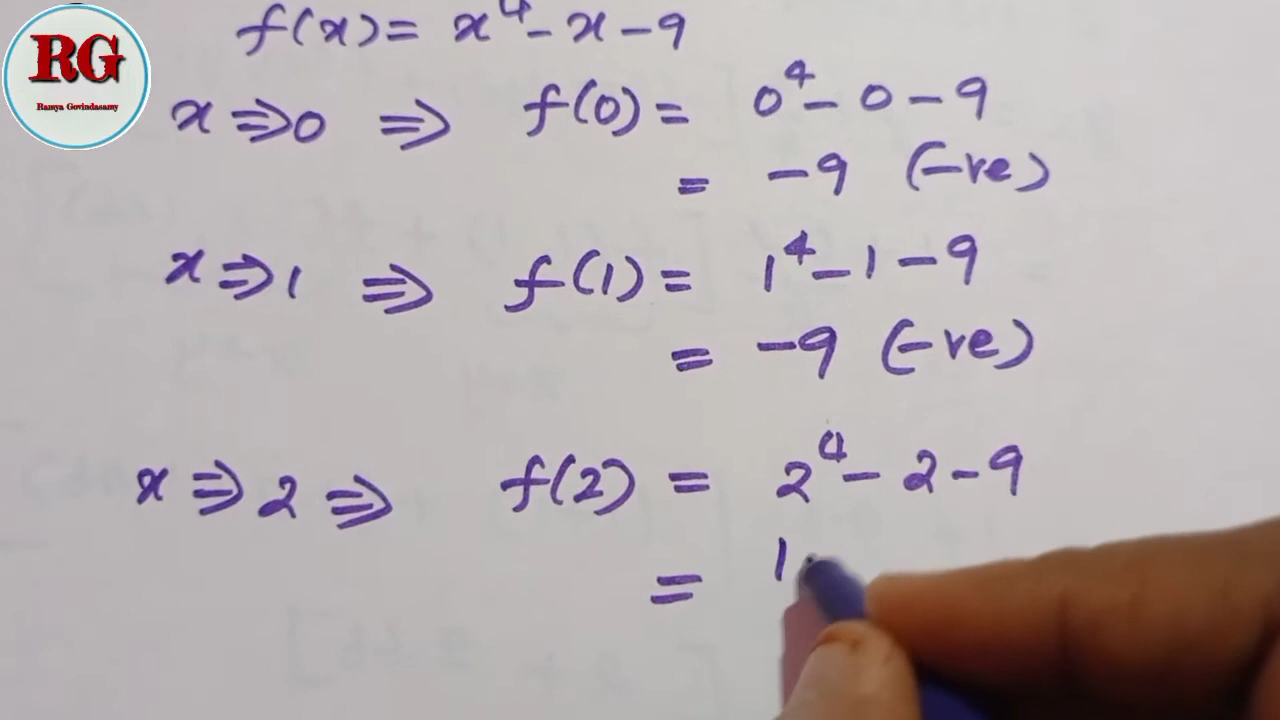 RG
Ramya Govindasamy
f(x) = x⁴ - x - 9
x ⇒ 0 ⇒ f(0) = 0⁴ - 0 - 9
= -9 (-ve)
x ⇒ 1 ⇒ f(1) = 1⁴ - 1 - 9
= -9 (-ve)
x ⇒ 2 ⇒ f(2) = 2⁴ - 2 - 9
= 1